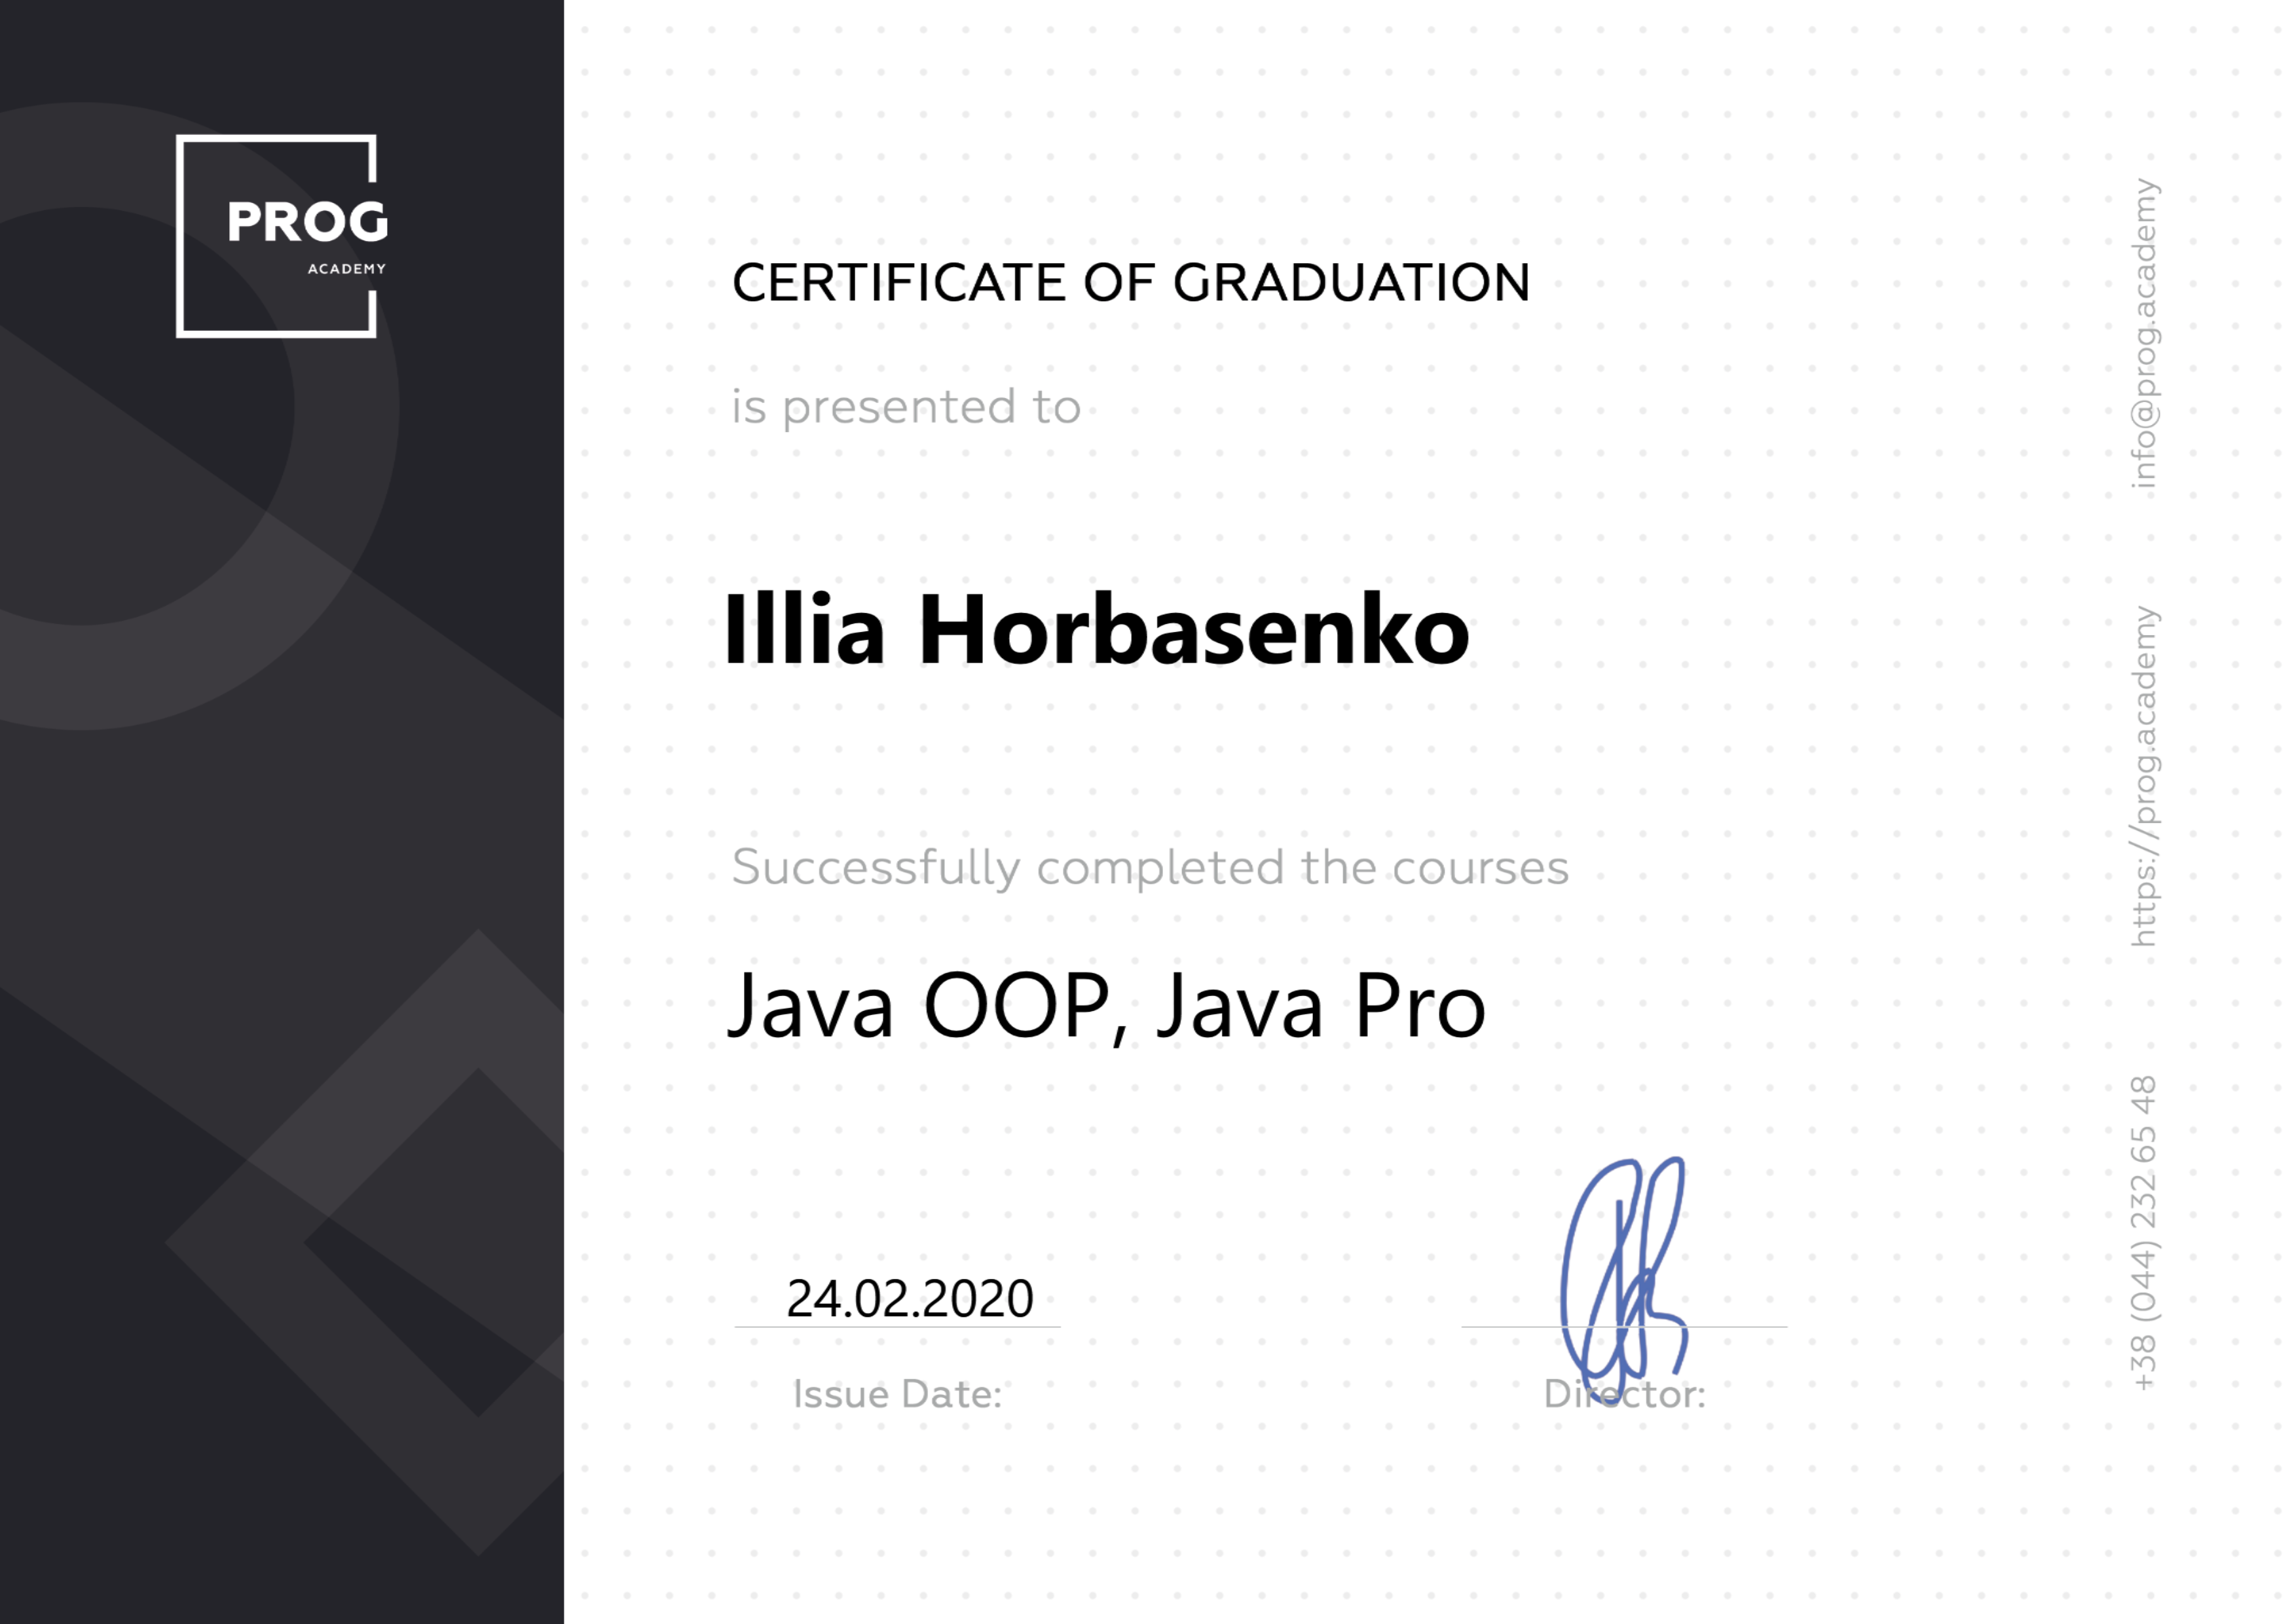 PROG
ACADEMY
CERTIFICATE OF GRADUATION
is presented to
Illia Horbasenko
Successfully completed the courses
Java OOP, Java Pro
24.02.2020
Issue Date:
Director:
info@prog.academy
https://prog.academy
+38 (044) 232 65 48